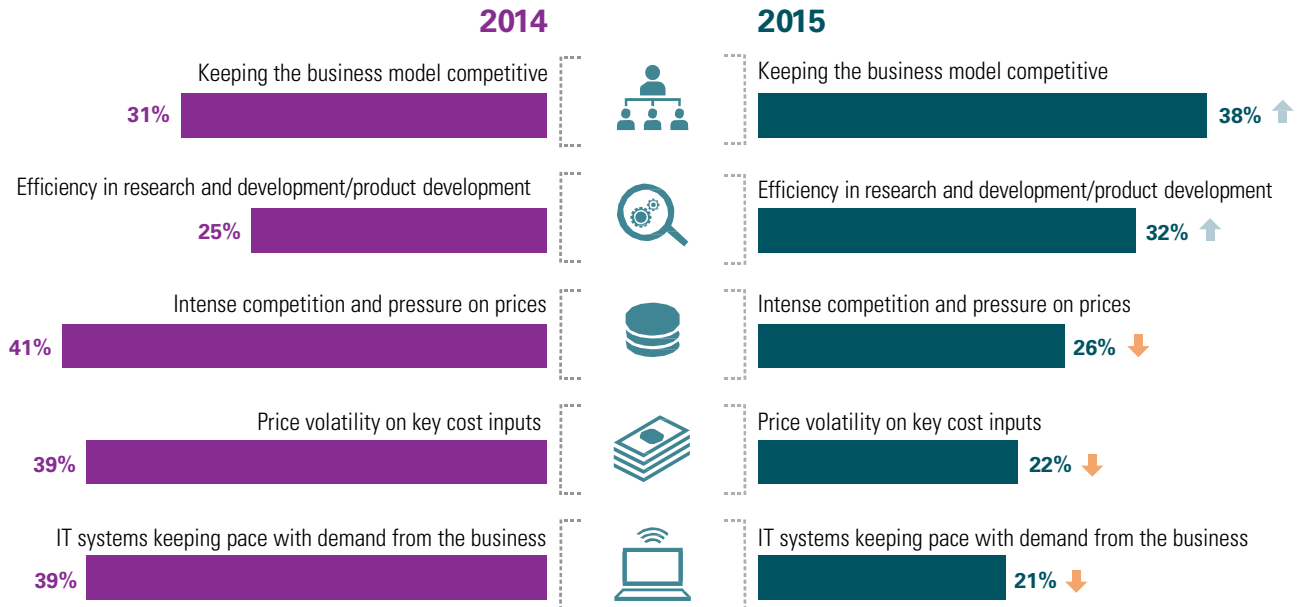 2014
2015
Keeping the business model competitive
31%
Keeping the business model competitive
38%
Efficiency in research and development/product development
25%
Efficiency in research and development/product development
32%
Intense competition and pressure on prices
41%
Intense competition and pressure on prices
26%
Price volatility on key cost inputs
39%
Price volatility on key cost inputs
22%
IT systems keeping pace with demand from the business
39%
IT systems keeping pace with demand from the business
21%